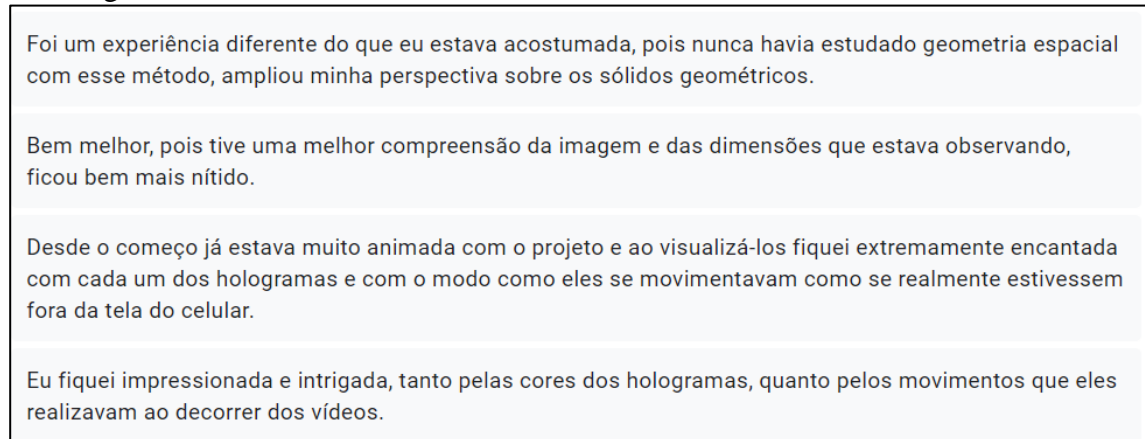 Foi um experiência diferente do que eu estava acostumada, pois nunca havia estudado geometria espacial
com esse método, ampliou minha perspectiva sobre os sólidos geométricos.
Bem melhor, pois tive uma melhor compreensão da imagem e das dimensões que estava observando,
ficou bem mais nítido.
Desde o começo já estava muito animada com o projeto e ao visualizá-los fiquei extremamente encantada
com cada um dos hologramas e com o modo como eles se movimentavam como se realmente estivessem
fora da tela do celular.
Eu fiquei impressionada e intrigada, tanto pelas cores dos hologramas, quanto pelos movimentos que eles
realizavam ao decorrer dos vídeos.